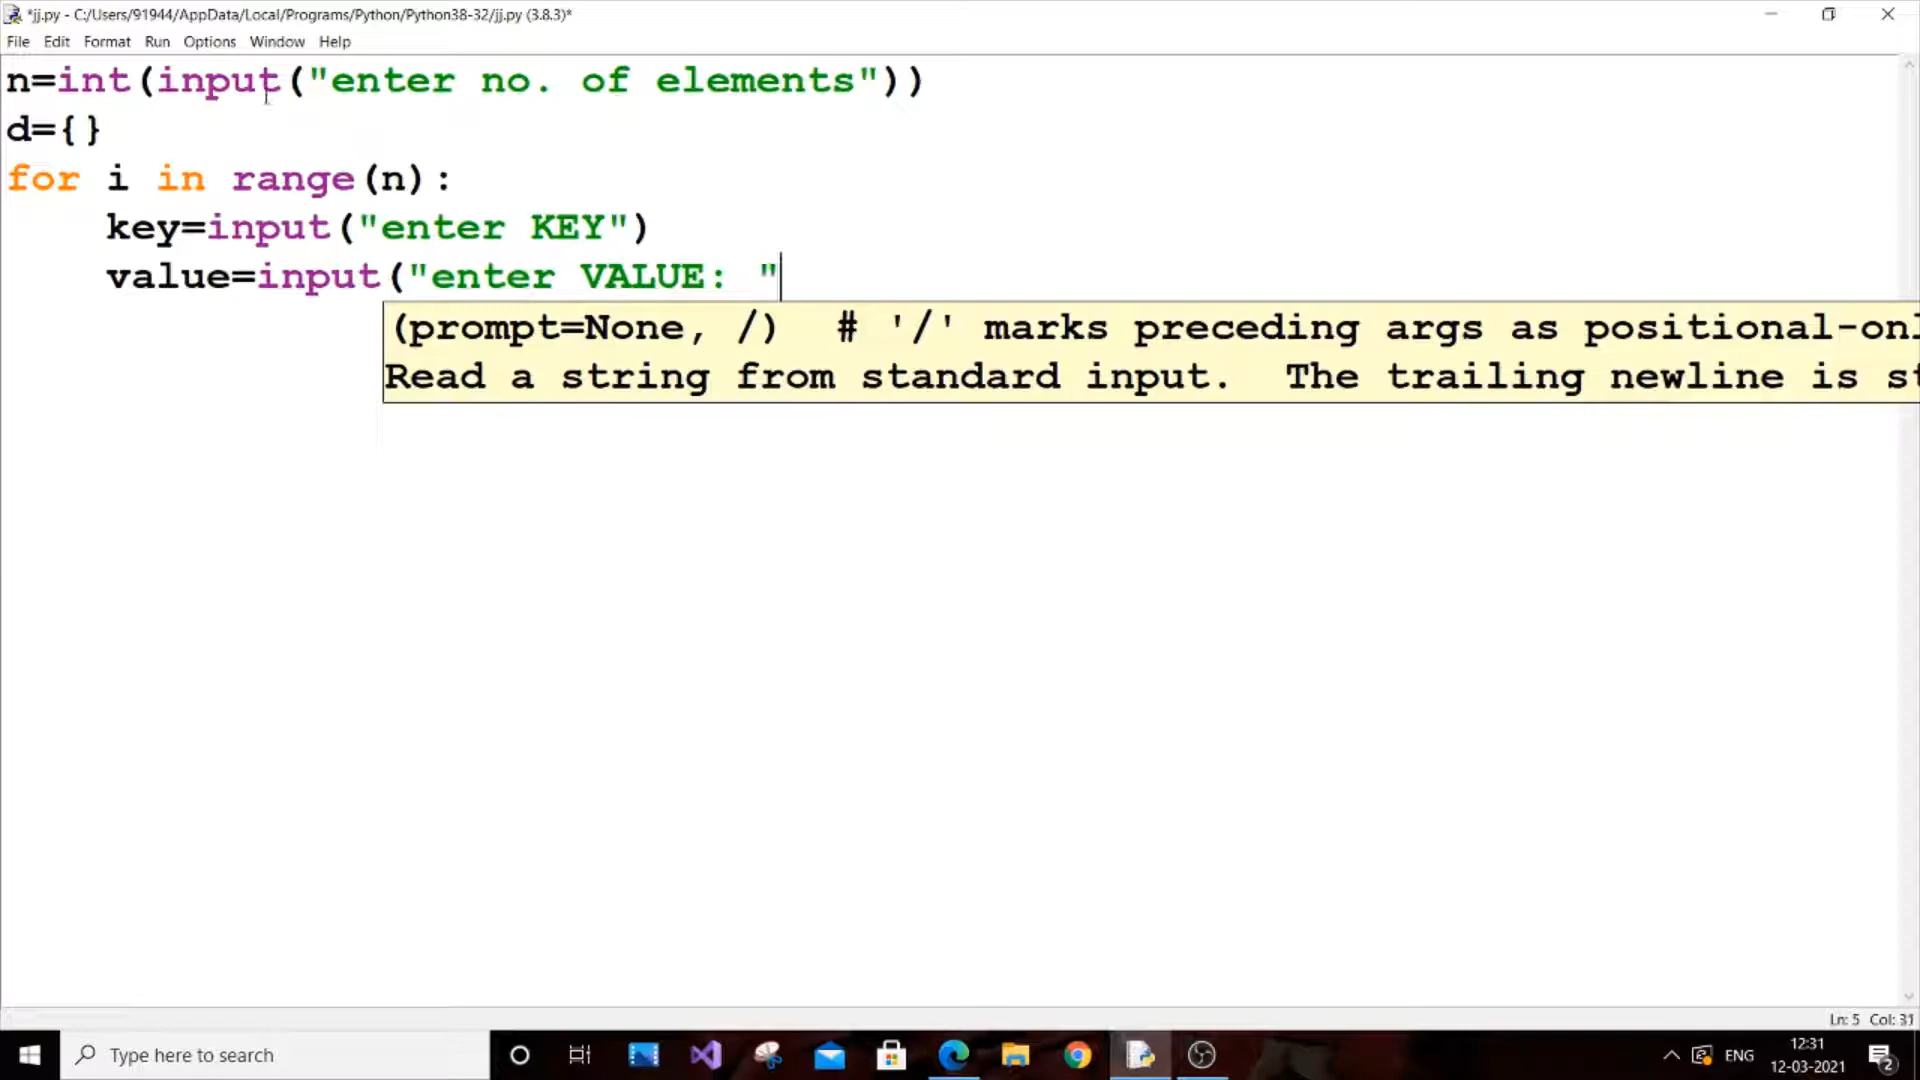 *jj.py - C:/Users/91944/AppData/Local/Programs/Python/Python38-32/jj.py (3.8.3)*
File Edit Format Run Options Window Help
n=int(input("enter no. of elements"))
d={}
for i in range(n):
    key=input("enter KEY")
    value=input("enter VALUE: "
(prompt=None, /)  # '/' marks preceding args as positional-onl
Read a string from standard input.  The trailing newline is st
Ln: 5 Col: 31
Type here to search
ENG
12:31
12-03-2021
2